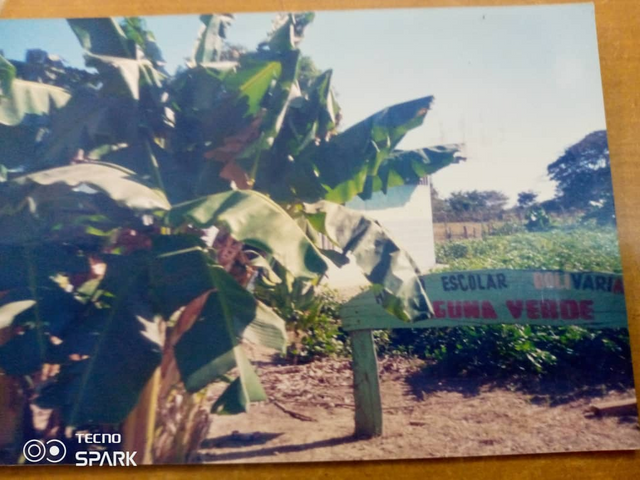 ESCOLAR BOLIVARIA
GUNA VERDE
TECNO
SPARK